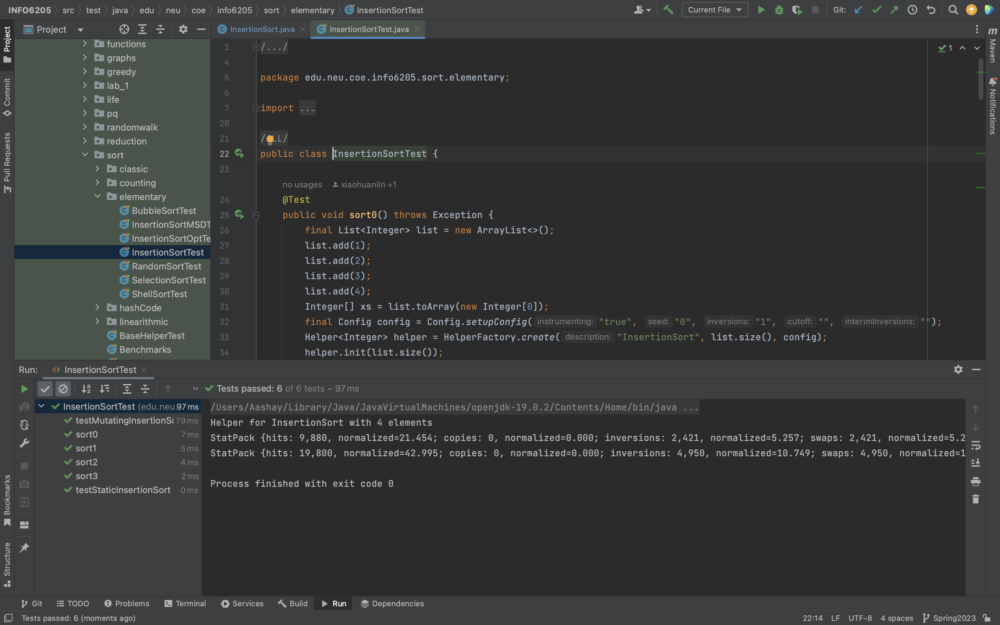 INFO6205 src test java edu neu coe info6205 sort elementary InsertionSortTest
Current File
Git:
Project
InsertionSort.java
InsertionSortTest.java
functions
graphs
greedy
lab_1
life
pq
randomwalk
reduction
sort
classic
counting
elementary
BubbleSortTest
InsertionSortMSDT
InsertionSortOptTe
InsertionSortTest
RandomSortTest
SelectionSortTest
ShellSortTest
hashCode
linearithmic
BaseHelperTest
Benchmarks
Project
Commit
Pull Requests
Bookmarks
Structure
1 /.../
4
5 package edu.neu.coe.info6205.sort.elementary;
6
7 import ...
20
21 / LL/
22 public class InsertionSortTest {
23
no usages xiaohuanlin +1
24 @Test
25 public void sort0() throws Exception {
26 final List<Integer> list = new ArrayList<>();
27 list.add(1);
28 list.add(2);
29 list.add(3);
30 list.add(4);
31 Integer[] xs = list.toArray(new Integer[0]);
32 final Config config = Config.setupConfig( instrumenting: "true", seed: "0", inversions: "1", cutoff: "", interimInversions: "");
33 Helper<Integer> helper = HelperFactory.create( description: "InsertionSort", list.size(), config);
34 helper.init(list.size());
1
Maven
Notifications
Run: InsertionSortTest
Tests passed: 6 of 6 tests – 97 ms
InsertionSortTest (edu.neu 97 ms
testMutatingInsertionSo 79 ms
sort0 7 ms
sort1 5 ms
sort2 4 ms
sort3 2 ms
testStaticInsertionSort 0 ms
/Users/Aashay/Library/Java/JavaVirtualMachines/openjdk-19.0.2/Contents/Home/bin/java ...
Helper for InsertionSort with 4 elements
StatPack {hits: 9,880, normalized=21.454; copies: 0, normalized=0.000; inversions: 2,421, normalized=5.257; swaps: 2,421, normalized=5.2
StatPack {hits: 19,800, normalized=42.995; copies: 0, normalized=0.000; inversions: 4,950, normalized=10.749; swaps: 4,950, normalized=1
Process finished with exit code 0
Git TODO Problems Terminal Services Build Run Dependencies
Tests passed: 6 (moments ago)
22:14 LF UTF-8 4 spaces Spring2023